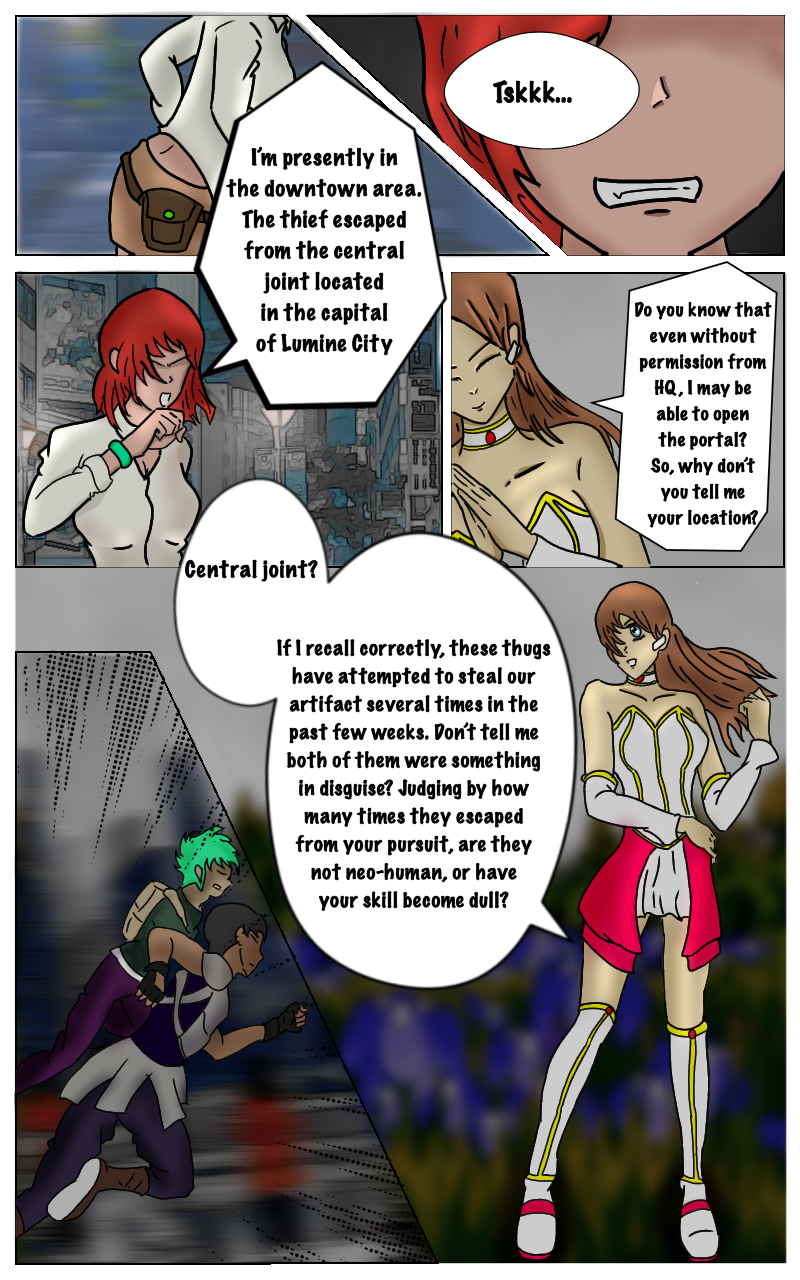 Tskkk...
I'm presently in
the downtown area.
The thief escaped
from the central
joint located
in the capital
of Lumine City
Do you know that
even without
permission from
HQ, I may be
able to open
the portal?
So, why don't
you tell me
your location?
Central joint?
If I recall correctly, these thugs
have attempted to steal our
artifact several times in the
past few weeks. Don't tell me
both of them were something
in disguise? Judging by how
many times they escaped
from your pursuit, are they
not neo-human, or have
your skill become dull?